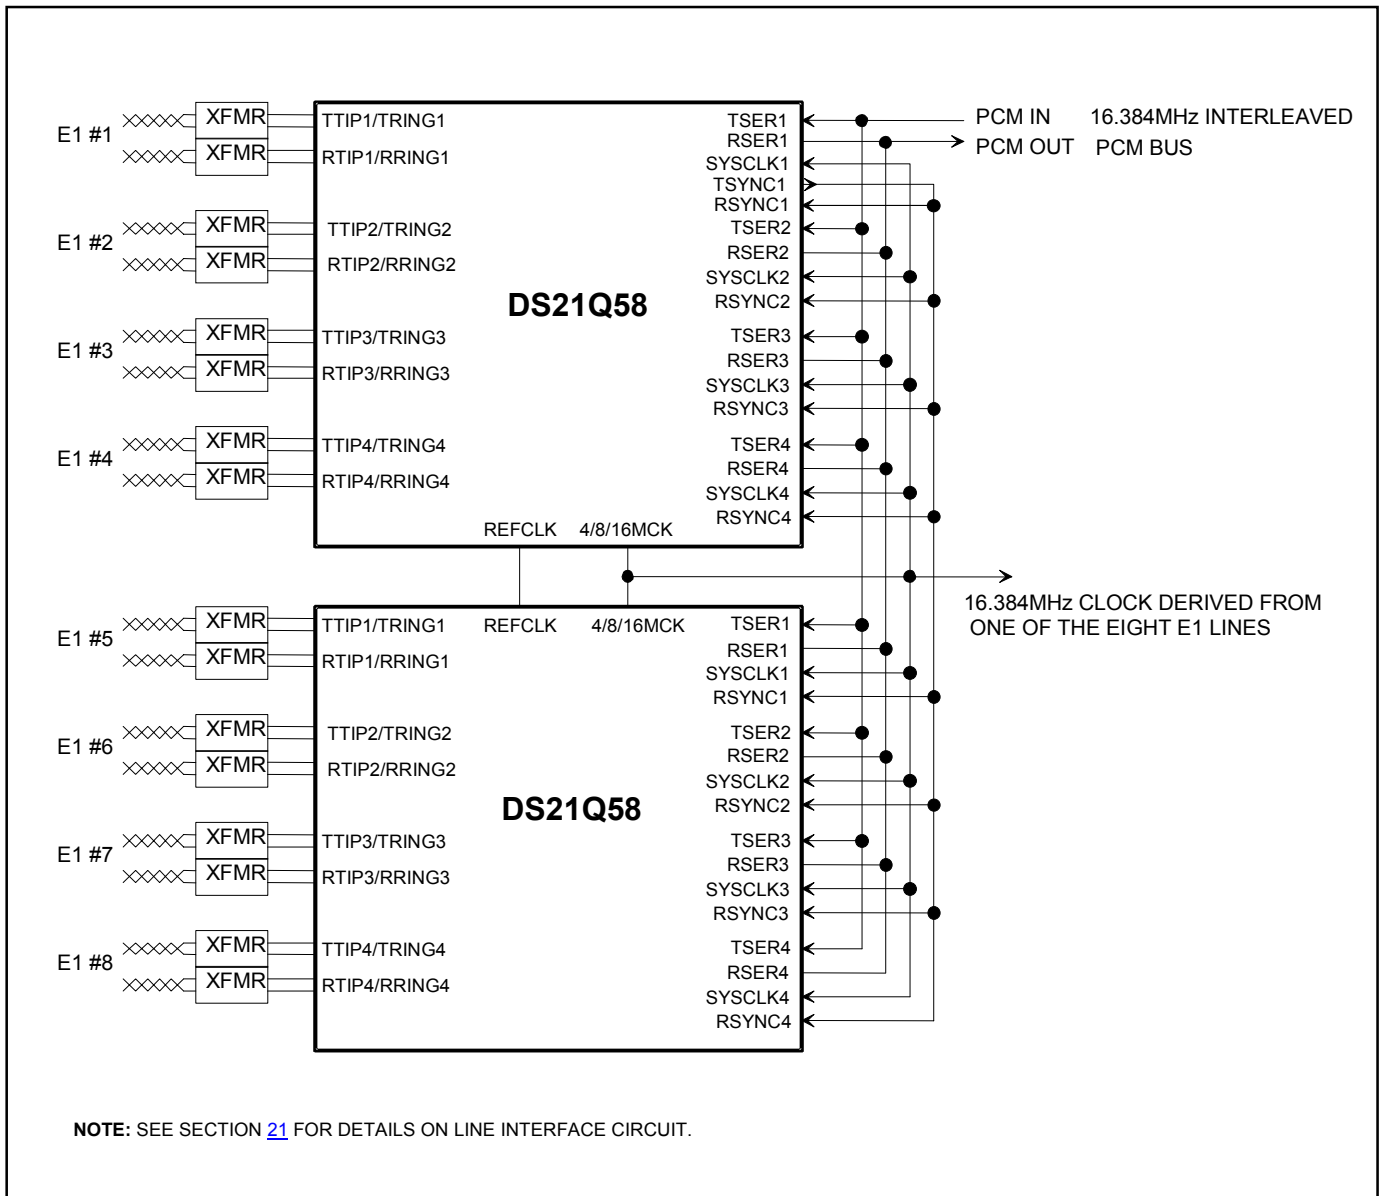 E1 #1
XFMR
XFMR
TTIP1/TRING1
RTIP1/RRING1
E1 #2
XFMR
XFMR
TTIP2/TRING2
RTIP2/RRING2
E1 #3
XFMR
XFMR
TTIP3/TRING3
RTIP3/RRING3
E1 #4
XFMR
XFMR
TTIP4/TRING4
RTIP4/RRING4
DS21Q58
TSER1
RSER1
SYSCLK1
TSYNC1
RSYNC1
TSER2
RSER2
SYSCLK2
RSYNC2
TSER3
RSER3
SYSCLK3
RSYNC3
TSER4
RSER4
SYSCLK4
RSYNC4
PCM IN 16.384MHz INTERLEAVED
PCM OUT PCM BUS
REFCLK 4/8/16MCK
16.384MHz CLOCK DERIVED FROM
ONE OF THE EIGHT E1 LINES
E1 #5
XFMR
XFMR
TTIP1/TRING1
RTIP1/RRING1
REFCLK 4/8/16MCK
E1 #6
XFMR
XFMR
TTIP2/TRING2
RTIP2/RRING2
E1 #7
XFMR
XFMR
TTIP3/TRING3
RTIP3/RRING3
E1 #8
XFMR
XFMR
TTIP4/TRING4
RTIP4/RRING4
DS21Q58
TSER1
RSER1
SYSCLK1
RSYNC1
TSER2
RSER2
SYSCLK2
RSYNC2
TSER3
RSER3
SYSCLK3
RSYNC3
TSER4
RSER4
SYSCLK4
RSYNC4
NOTE: SEE SECTION 21 FOR DETAILS ON LINE INTERFACE CIRCUIT.